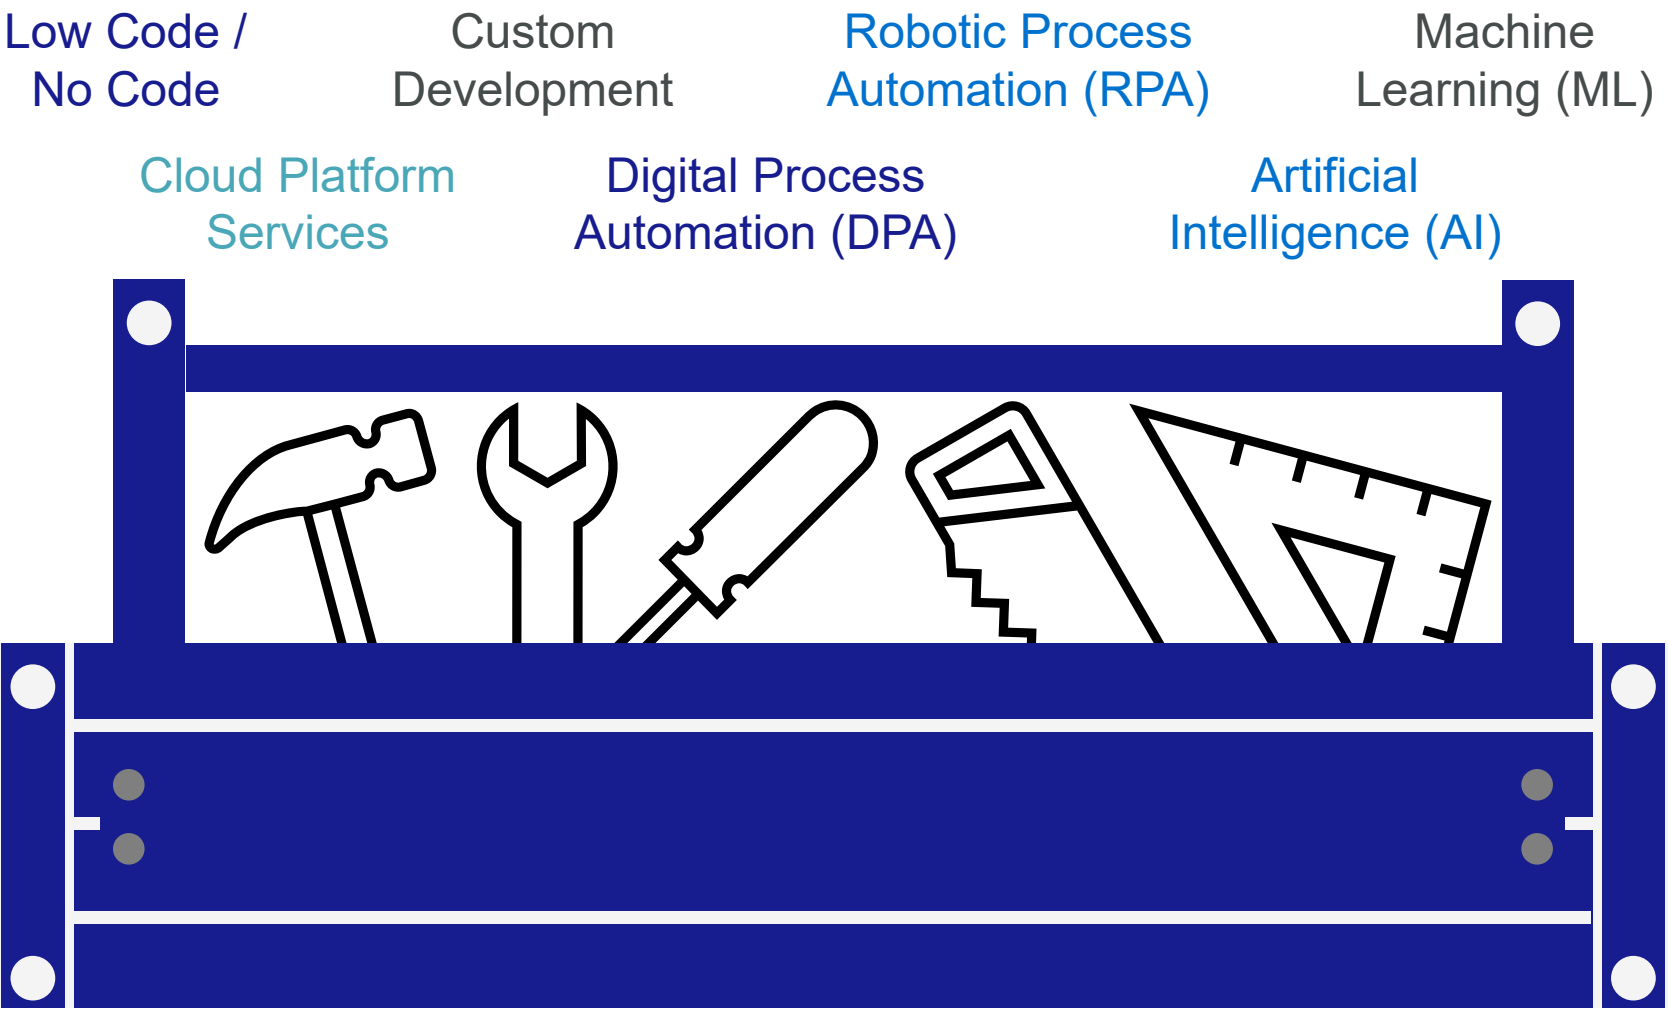 Low Code /
No Code
Custom
Development
Robotic Process
Automation (RPA)
Machine
Learning (ML)
Cloud Platform
Services
Digital Process
Automation (DPA)
Artificial
Intelligence (AI)